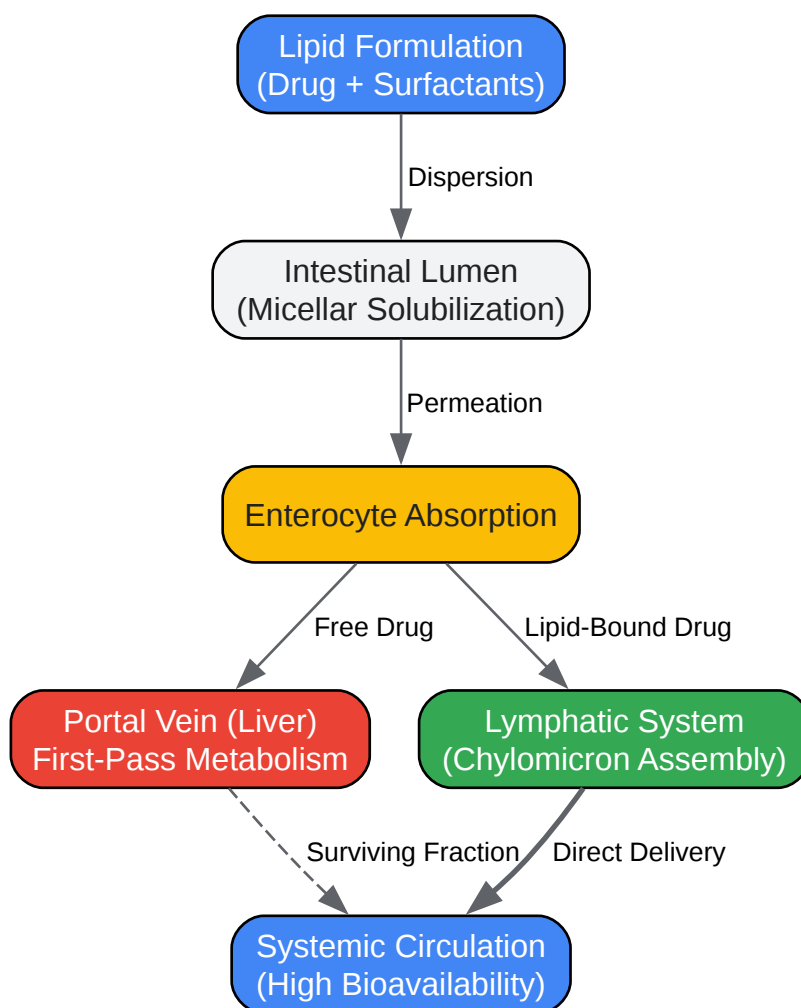 Lipid Formulation
(Drug + Surfactants)
Dispersion
Intestinal Lumen
(Micellar Solubilization)
Permeation
Enterocyte Absorption
Free Drug
Lipid-Bound Drug
Portal Vein (Liver)
First-Pass Metabolism
Lymphatic System
(Chylomicron Assembly)
Surviving Fraction
Direct Delivery
Systemic Circulation
(High Bioavailability)